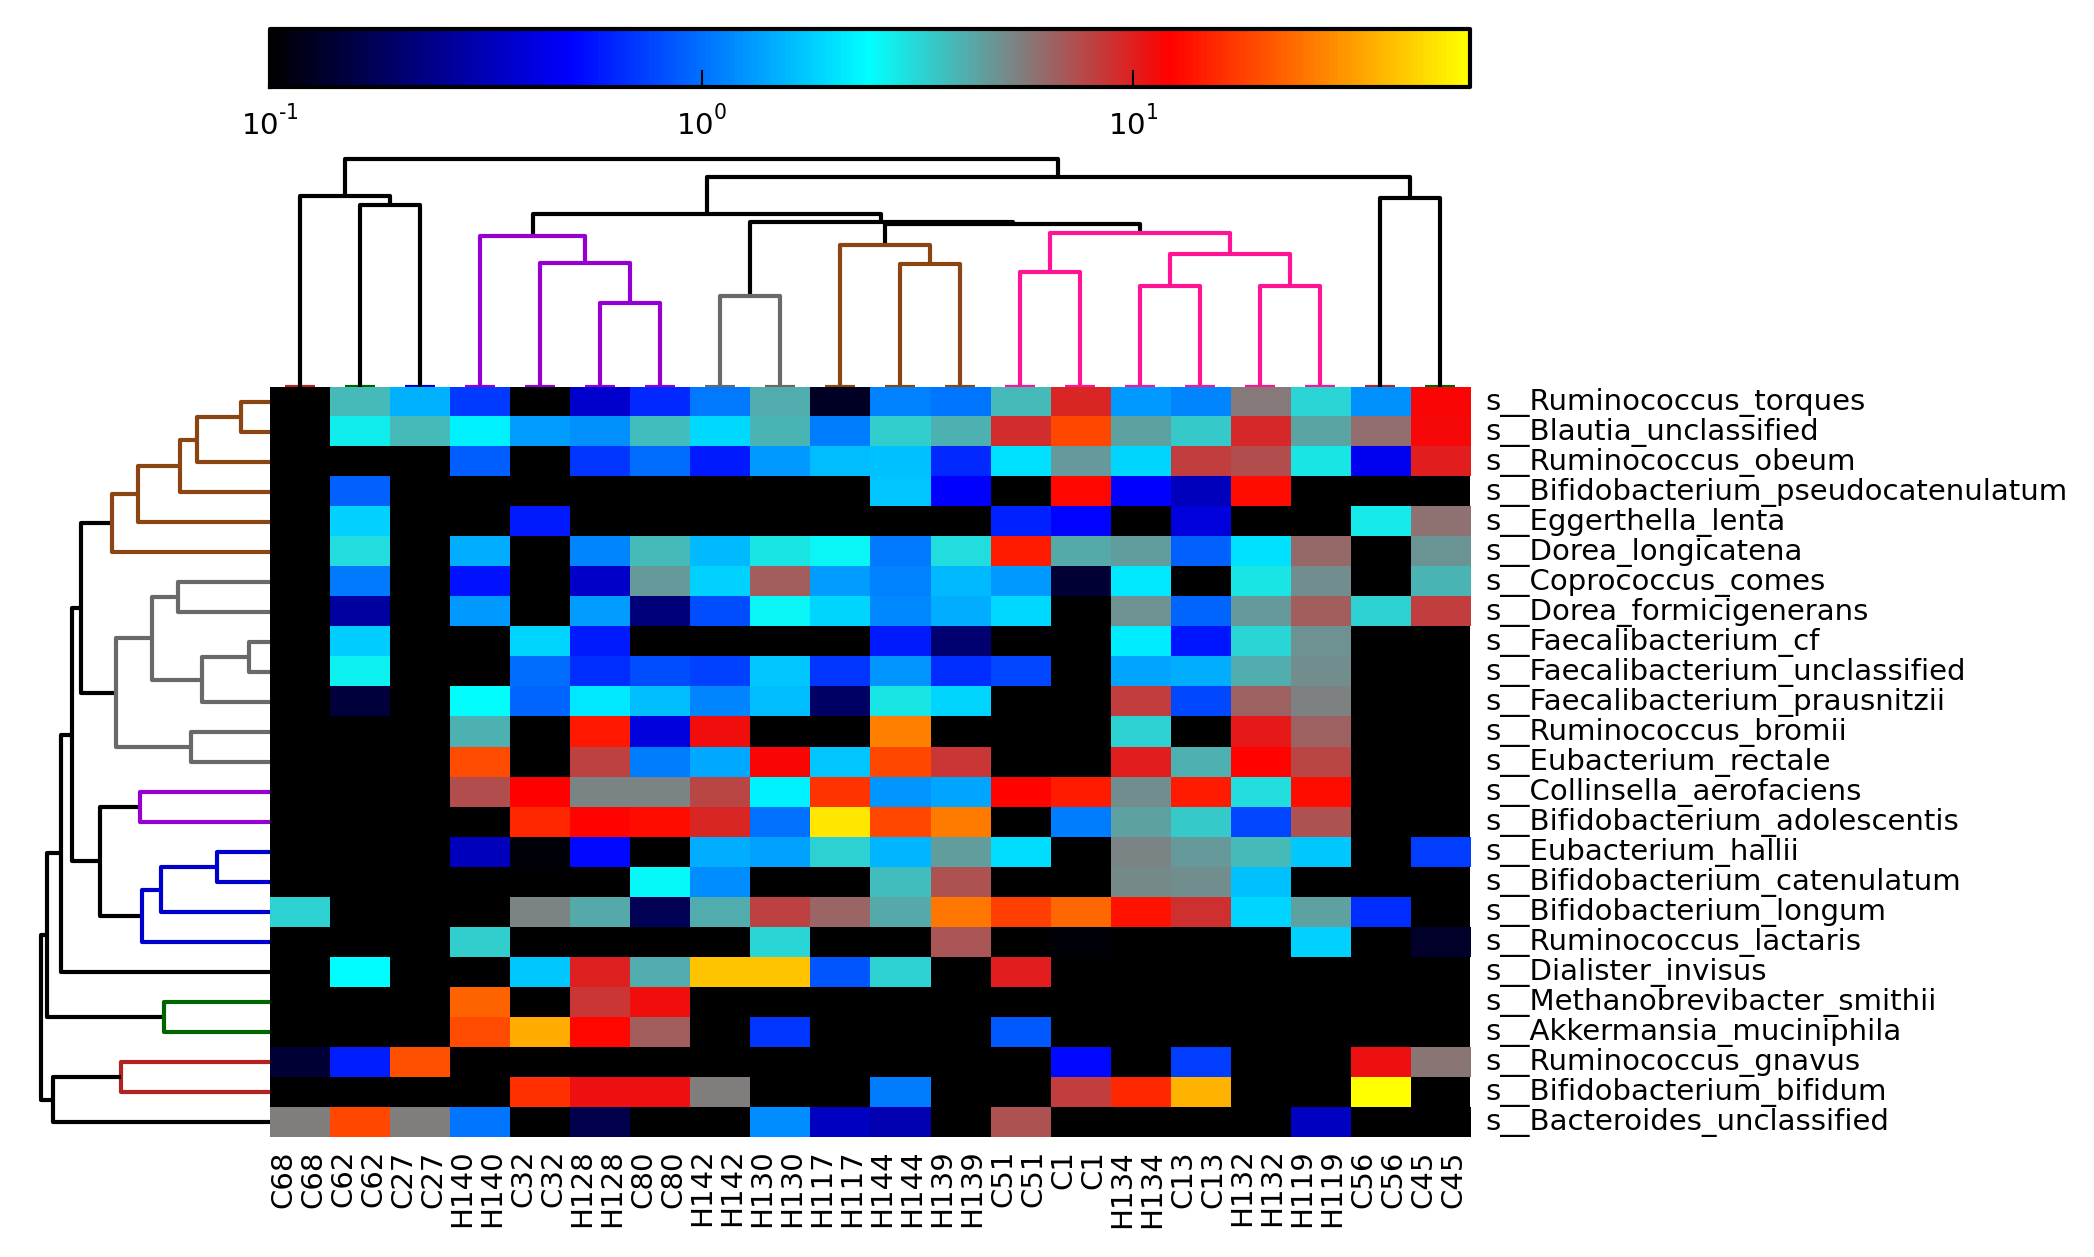 10-1 100 101
s__Ruminococcus_torques
s__Blautia_unclassified
s__Ruminococcus_obeum
s__Bifidobacterium_pseudocatenulatum
s__Eggerthella_lenta
s__Dorea_longicatena
s__Coprococcus_comes
s__Dorea_formicigenerans
s__Faecalibacterium_cf
s__Faecalibacterium_unclassified
s__Faecalibacterium_prausnitzii
s__Ruminococcus_bromii
s__Eubacterium_rectale
s__Collinsella_aerofaciens
s__Bifidobacterium_adolescentis
s__Eubacterium_hallii
s__Bifidobacterium_catenulatum
s__Bifidobacterium_longum
s__Ruminococcus_lactaris
s__Dialister_invisus
s__Methanobrevibacter_smithii
s__Akkermansia_muciniphila
s__Ruminococcus_gnavus
s__Bifidobacterium_bifidum
s__Bacteroides_unclassified
C68
C68
C62
C62
C27
C27
H140
H140
C32
C32
H128
H128
C80
C80
H142
H142
H130
H130
H117
H117
H144
H144
H139
H139
C51
C51
C1
C1
H134
H134
C13
C13
H132
H132
H119
H119
C56
C56
C45
C45